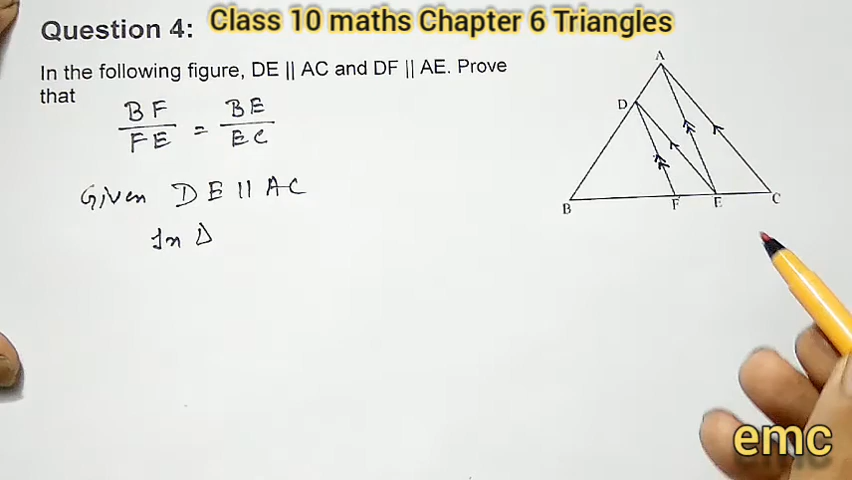 Class 10 maths Chapter 6 Triangles
Question 4:
In the following figure, DE || AC and DF || AE. Prove
that
BF/FE = BE/EC
Given DE || AC
In Δ
A
D
B
F
E
C
emc